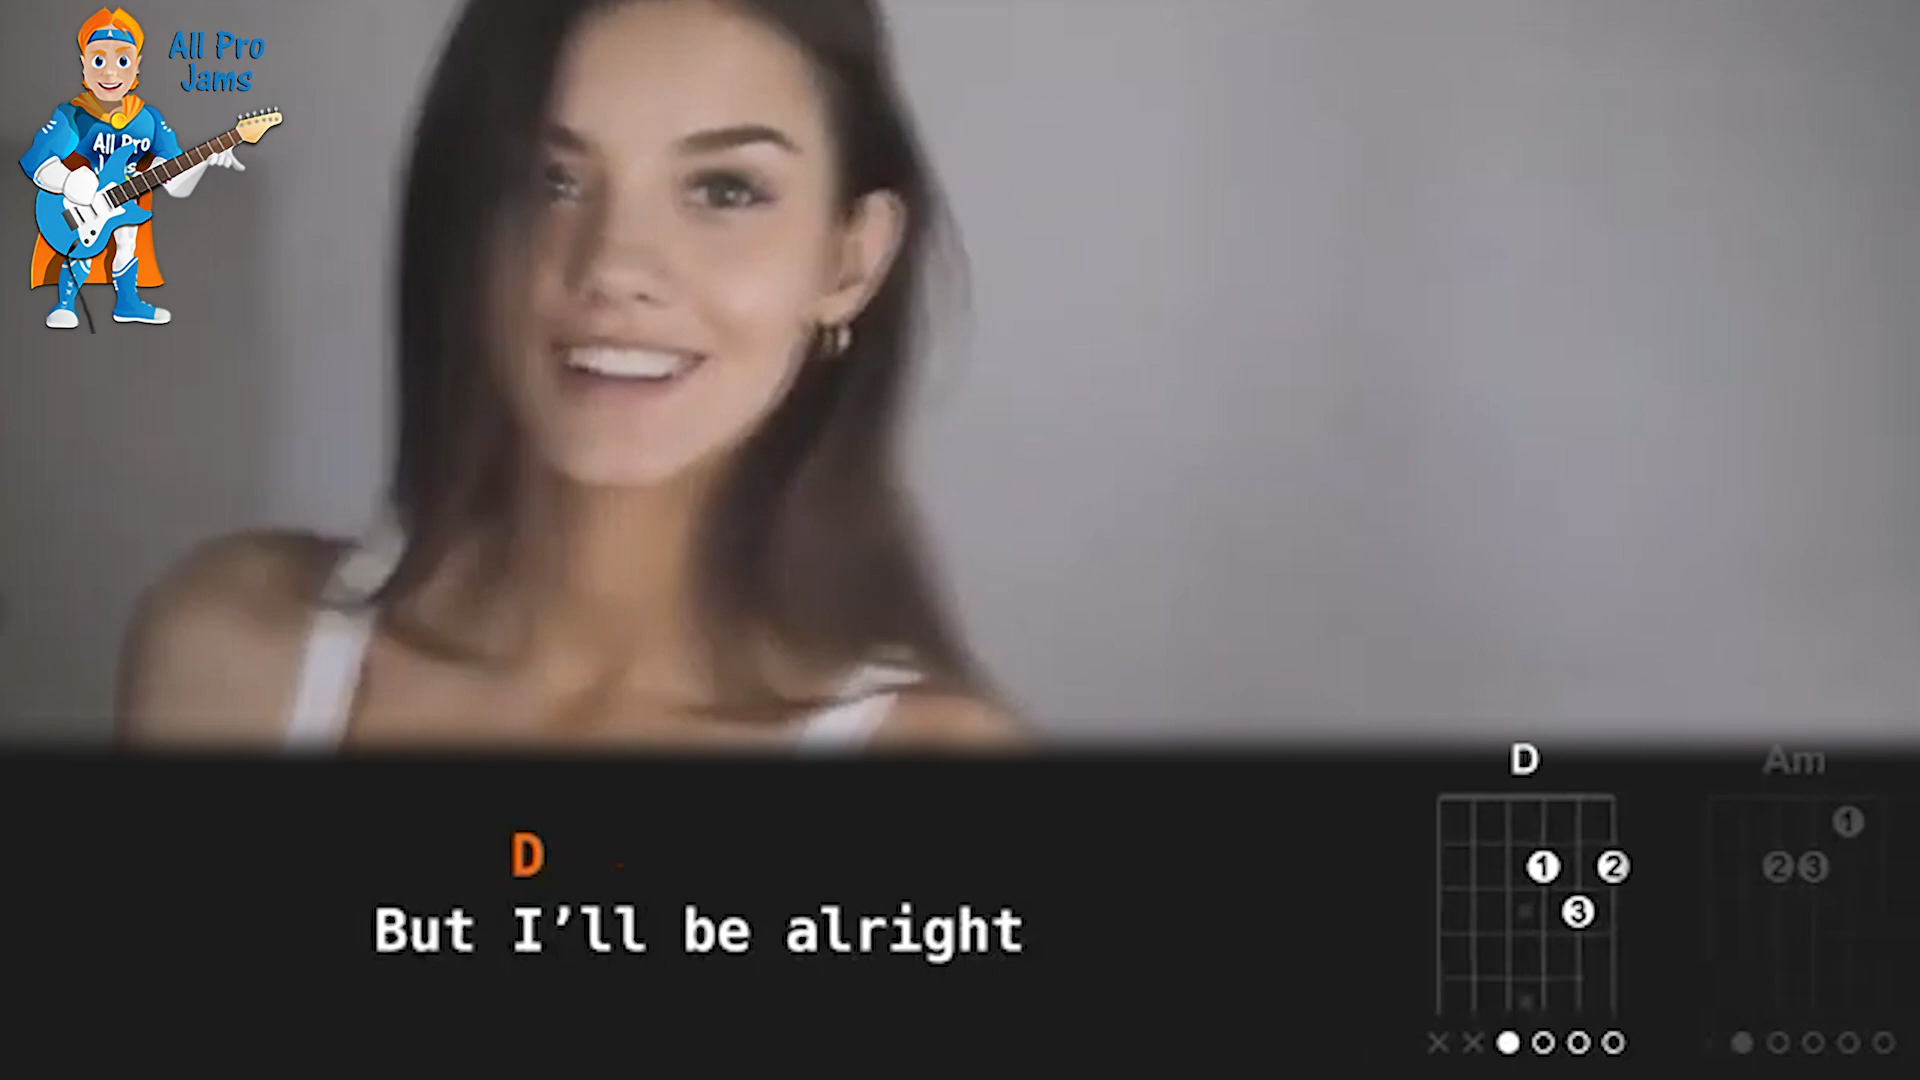 All Pro
Jams
All Pro
D
But I’ll be alright
D
1 2
3
X X
Am
1
2 3